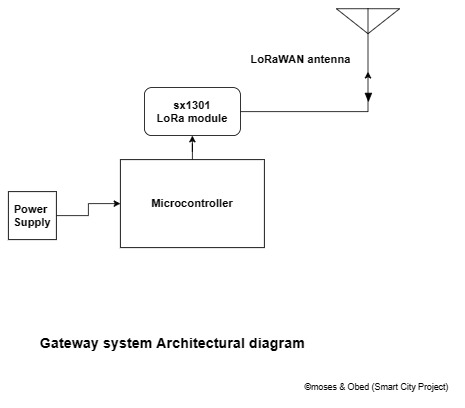 LoRaWAN antenna
sx1301
LoRa module
Microcontroller
Power
Supply
Gateway system Architectural diagram
©moses & Obed (Smart City Project)